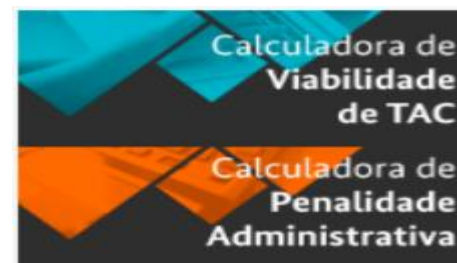 Calculadora de
Viabilidade
de TAC
Calculadora de
Penalidade
Administrativa